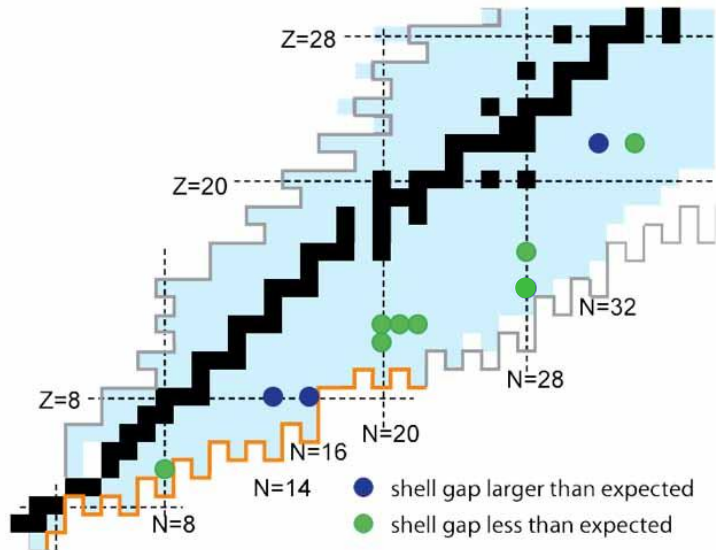 Z=28
Z=20
N=32
N=28
Z=8
N=20
N=16
N=14
N=8
shell gap larger than expected
shell gap less than expected